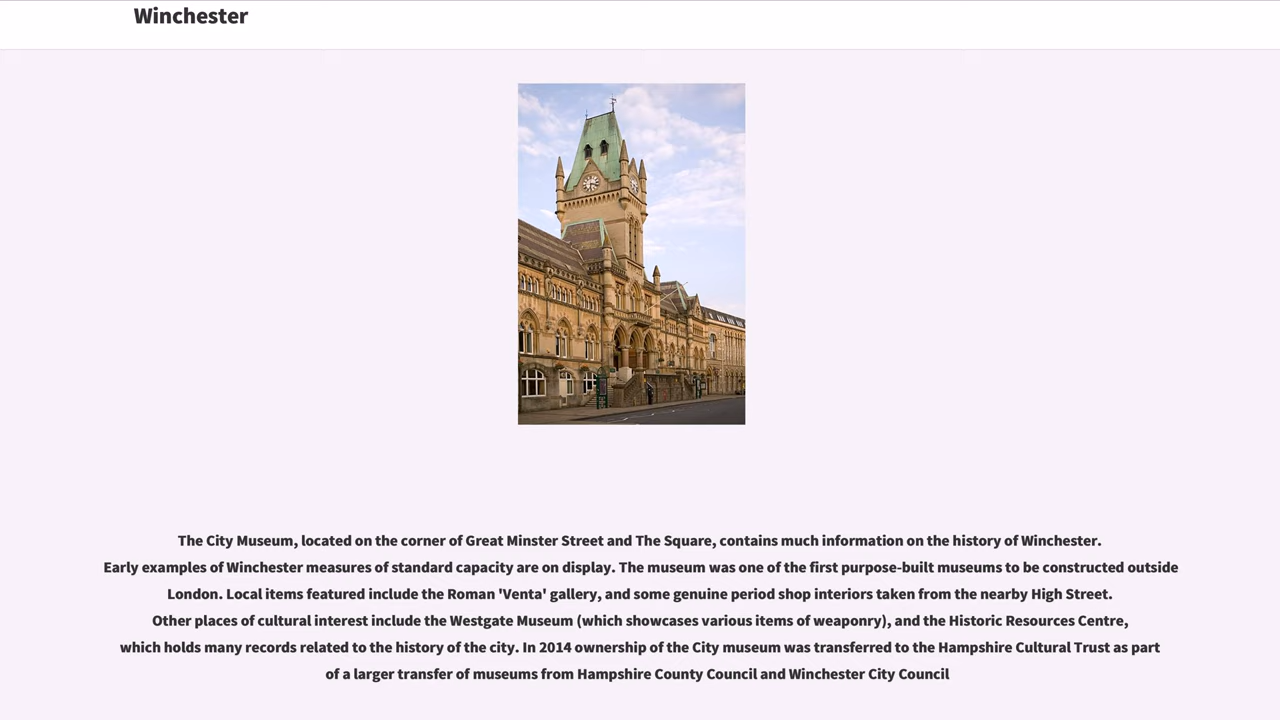 Winchester
The City Museum, located on the corner of Great Minster Street and The Square, contains much information on the history of Winchester.
Early examples of Winchester measures of standard capacity are on display. The museum was one of the first purpose-built museums to be constructed outside
London. Local items featured include the Roman 'Venta' gallery, and some genuine period shop interiors taken from the nearby High Street.
Other places of cultural interest include the Westgate Museum (which showcases various items of weaponry), and the Historic Resources Centre,
which holds many records related to the history of the city. In 2014 ownership of the City museum was transferred to the Hampshire Cultural Trust as part
of a larger transfer of museums from Hampshire County Council and Winchester City Council